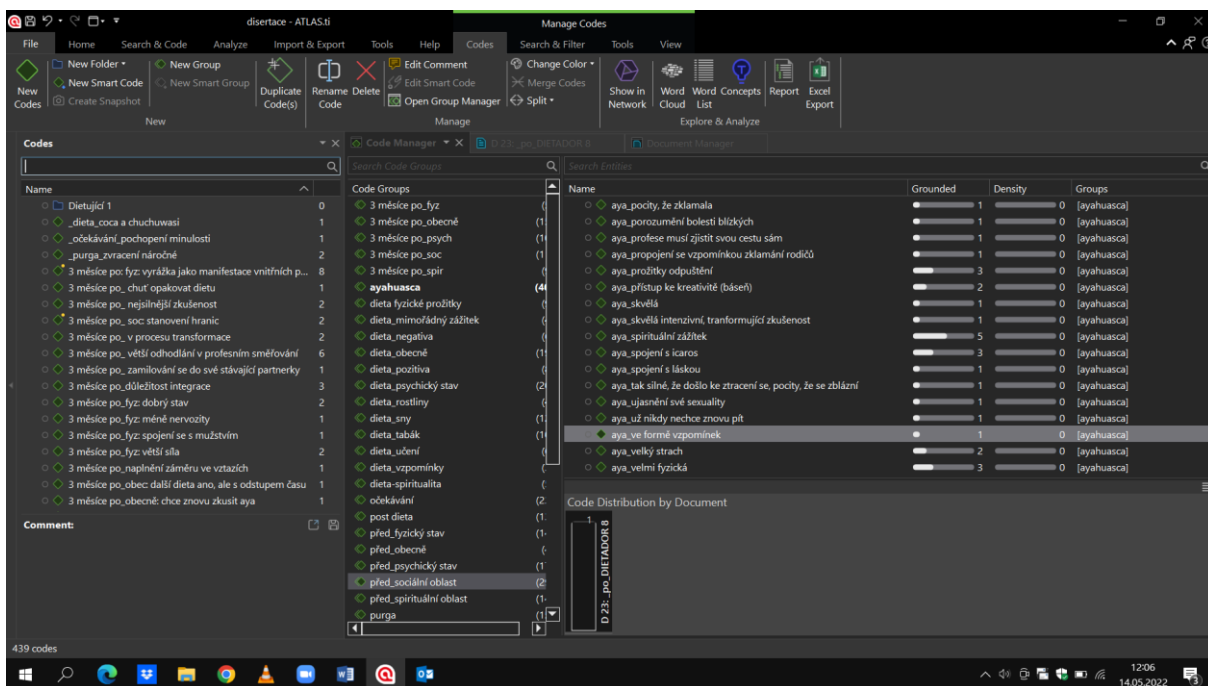 disertace - ATLAS.ti
Manage Codes
File Home Search & Code Analyze Import & Export Tools Help Codes Search & Filter Tools View
New Codes
New Folder
New Smart Code
Create Snapshot
New Group
New Smart Group
Duplicate Code(s)
New
Rename Code
Delete
Edit Comment
Edit Smart Code
Open Group Manager
Change Color
Merge Codes
Split
Manage
Show in Network
Word Cloud
Word List
Concepts
Report
Excel Export
Explore & Analyze
Codes
Name
Dietující 1 0
_dieta_coca a chuchuwasi 1
_očekávání_pochopení minulosti 1
_purga_zvracení náročné 2
3 měsíce po: fyz: vyrážka jako manifestace vnitřních p... 8
3 měsíce po_ chuť opakovat dietu 1
3 měsíce po_ nejsilnější zkušenost 2
3 měsíce po_ soc: stanovení hranic 2
3 měsíce po_ v procesu transformace 2
3 měsíce po_ větší odhodlání v profesním směřování 6
3 měsíce po_ zamilování se do své stávající partnerky 1
3 měsíce po_důležitost integrace 3
3 měsíce po_fyz: dobrý stav 2
3 měsíce po_fyz: méně nervozity 1
3 měsíce po_fyz: spojení se s mužstvím 1
3 měsíce po_fyz: větší síla 2
3 měsíce po_naplnění záměru ve vztazích 1
3 měsíce po_obec: další dieta ano, ale s odstupem času 1
3 měsíce po_obecně: chce znovu zkusit aya 1
Comment:
Code Manager
D 23: _po_DIETADOR 8
Document Manager
Search Code Groups
Code Groups
3 měsíce po_fyz
3 měsíce po_obecně
3 měsíce po_psych
3 měsíce po_soc
3 měsíce po_spir
ayahuasca
dieta fyzické prožitky
dieta_mimořádný zážitek
dieta_negativa
dieta_obecně
dieta_pozitiva
dieta_psychický stav
dieta_rostliny
dieta_sny
dieta_tabák
dieta_učení
dieta_vzpomínky
dieta-spiritualita
očekávání
post dieta
před_fyzický stav
před_obecně
před_psychický stav
před_sociální oblast
před_spirituální oblast
purga
Search Entities
Name Grounded Density Groups
aya_pocity, že zklamala 1 0 [ayahuasca]
aya_porozumění bolesti blízkých 1 0 [ayahuasca]
aya_profese musí zjistit svou cestu sám 1 0 [ayahuasca]
aya_propojení se vzpomínkou zklamání rodičů 1 0 [ayahuasca]
aya_prožitky odpuštění 3 0 [ayahuasca]
aya_přístup ke kreativitě (báseň) 2 0 [ayahuasca]
aya_skvělá 1 0 [ayahuasca]
aya_skvělá intenzivní, tranformující zkušenost 1 0 [ayahuasca]
aya_spirituální zážítek 5 0 [ayahuasca]
aya_spojení s icaros 3 0 [ayahuasca]
aya_spojení s láskou 1 0 [ayahuasca]
aya_tak silné, že došlo ke ztracení se, pocity, že se zblázní 1 0 [ayahuasca]
aya_ujasnění své sexuality 1 0 [ayahuasca]
aya_už nikdy nechce znovu pít 1 0 [ayahuasca]
aya_ve formě vzpomínek 1 0 [ayahuasca]
aya_velký strach 2 0 [ayahuasca]
aya_velmi fyzická 3 0 [ayahuasca]
Code Distribution by Document
1
D 23: _po_DIETADOR 8
439 codes
12:06
14.05.2022